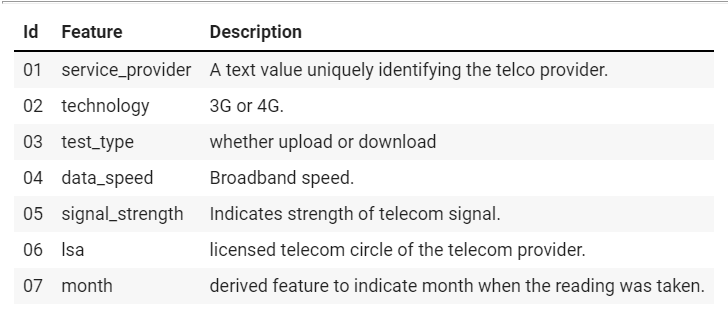 Id Feature Description
01 service_provider A text value uniquely identifying the telco provider.
02 technology 3G or 4G.
03 test_type whether upload or download
04 data_speed Broadband speed.
05 signal_strength Indicates strength of telecom signal.
06 lsa licensed telecom circle of the telecom provider.
07 month derived feature to indicate month when the reading was taken.